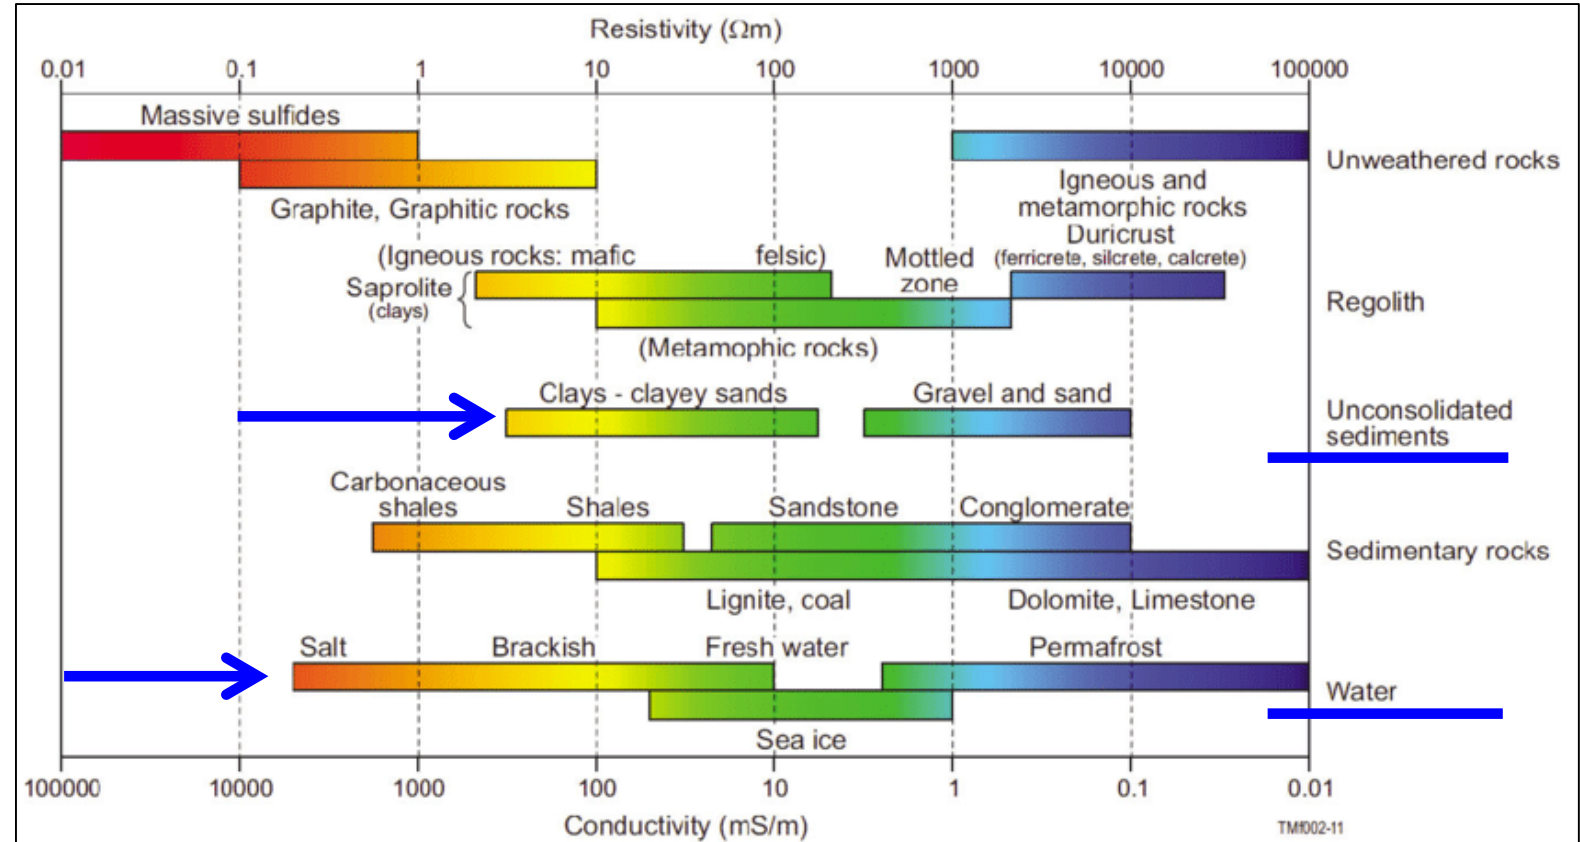 Resistivity (Ωm)
0.01 0.1 1 10 100 1000 10000 100000
Massive sulfides
Unweathered rocks
Graphite, Graphitic rocks
Igneous and
metamorphic rocks
Duricrust
(ferricrete, silcrete, calcrete)
(Igneous rocks: mafic felsic)
Mottled
zone
Saprolite
(clays)
Regolith
(Metamophic rocks)
Clays - clayey sands
Gravel and sand
Unconsolidated
sediments
Carbonaceous
shales
Shales
Sandstone
Conglomerate
Sedimentary rocks
Lignite, coal
Dolomite, Limestone
Salt
Brackish
Fresh water
Permafrost
Water
Sea ice
100000 10000 1000 100 10 1 0.1 0.01
Conductivity (mS/m)
TMf002-11